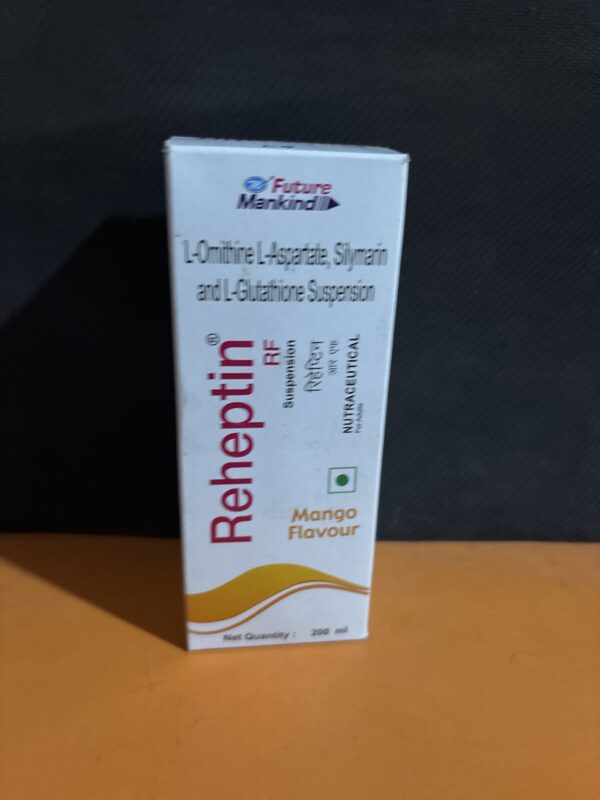 Future
Mankind
L-Ornithine L-Aspartate, Silymarin
and L-Glutathione Suspension
Reheptin®
RF
Suspension
रिहेप्टिन
आर एफ
NUTRACEUTICAL
For Adults
Mango
Flavour
Net Quantity : 200 ml